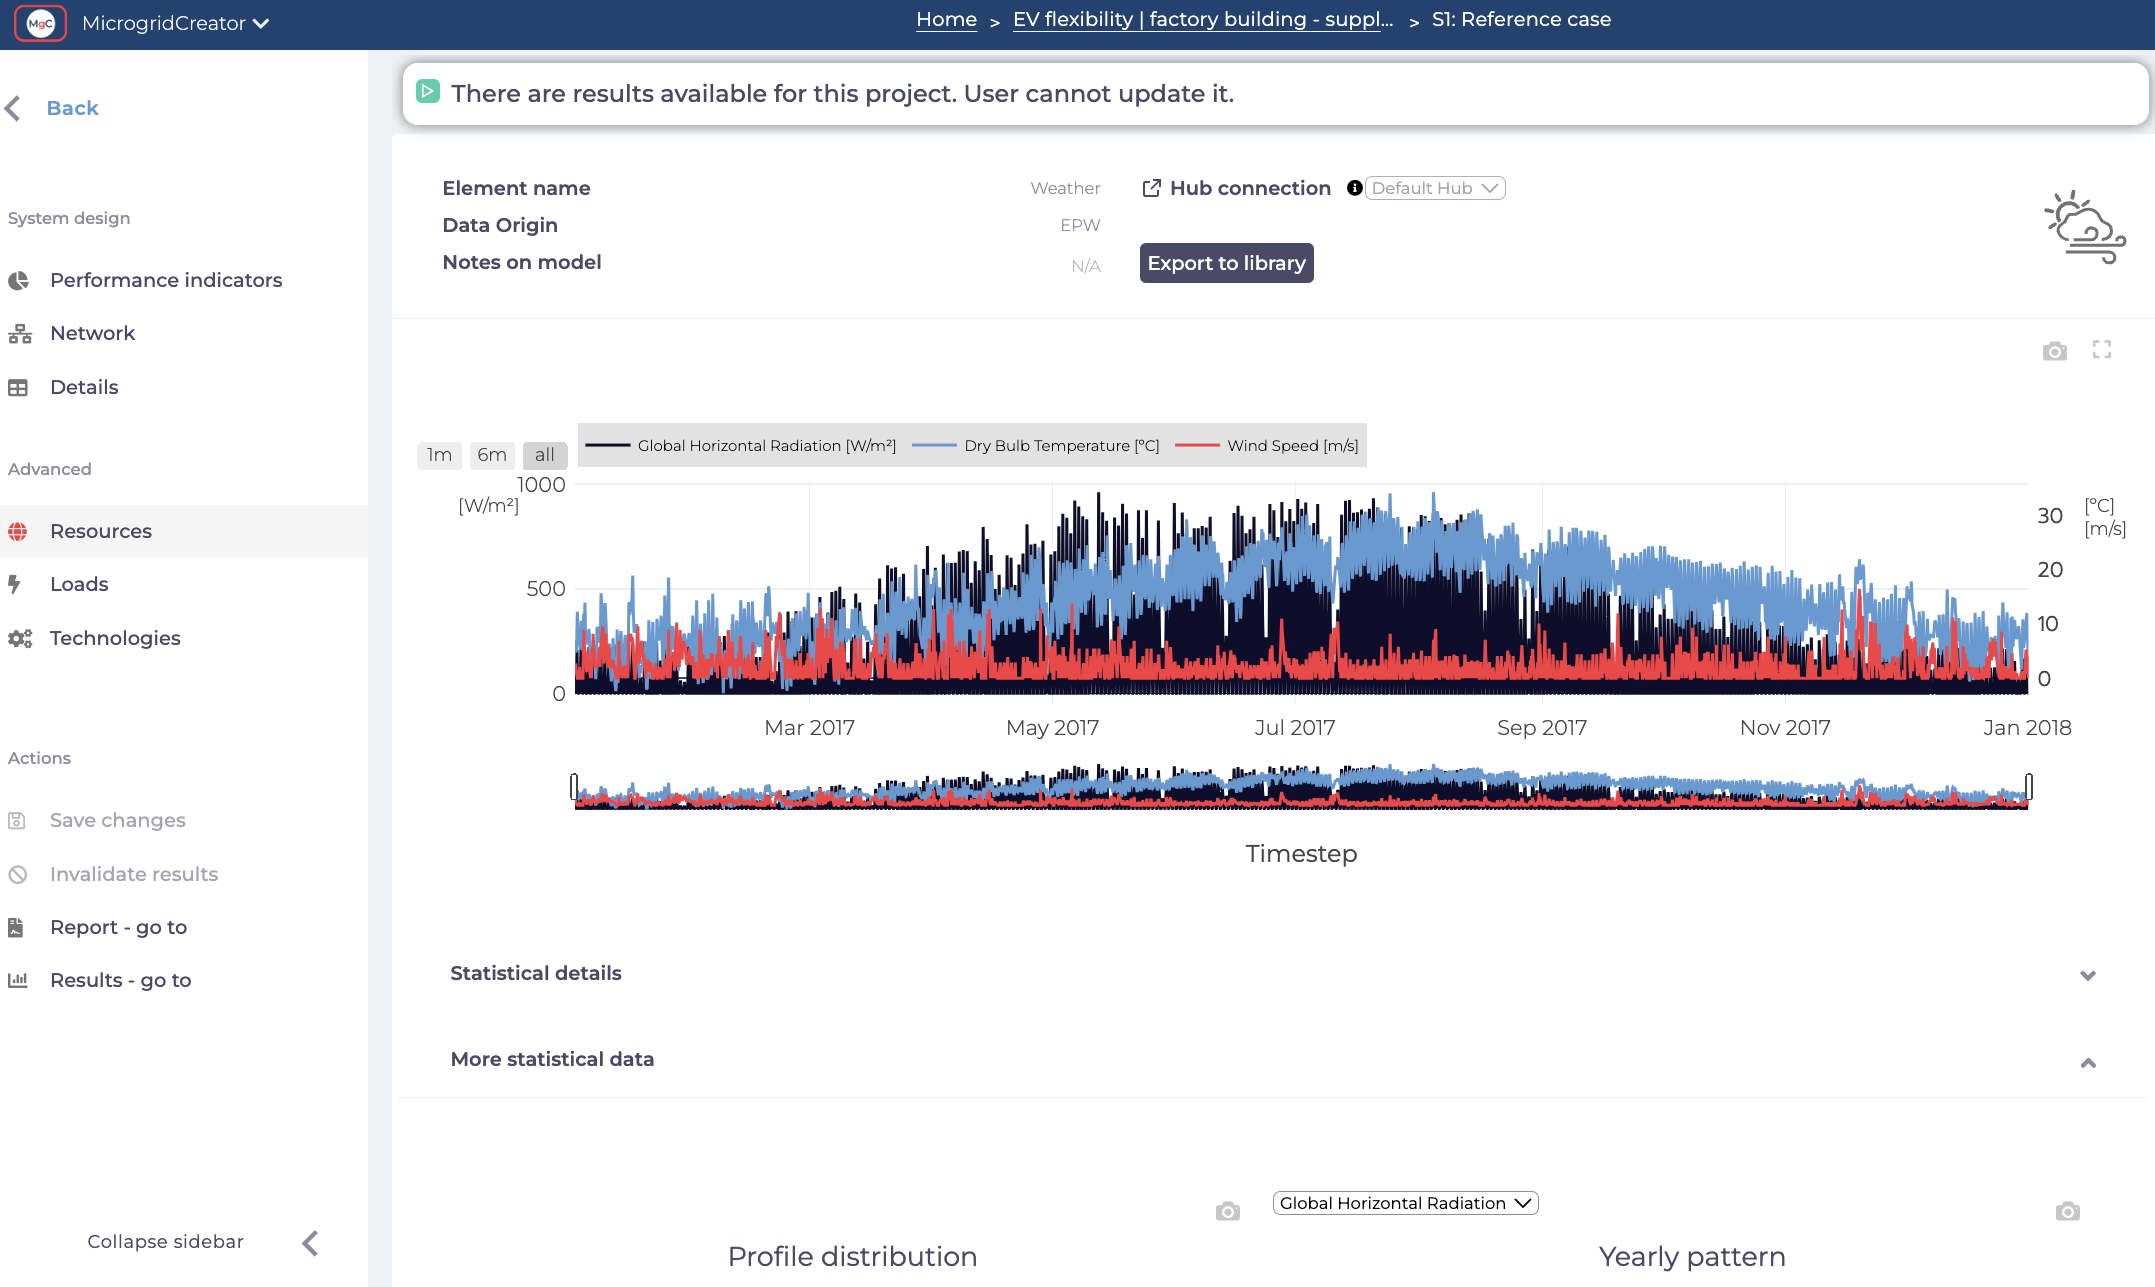 MgC MicrogridCreator
Home > EV flexibility | factory building - suppl... > S1: Reference case
Back
System design
Performance indicators
Network
Details
Advanced
Resources
Loads
Technologies
Actions
Save changes
Invalidate results
Report - go to
Results - go to
Collapse sidebar
There are results available for this project. User cannot update it.
Element name Weather
Data Origin EPW
Notes on model N/A
Hub connection Default Hub
Export to library
1m 6m all
Global Horizontal Radiation [W/m²] Dry Bulb Temperature [°C] Wind Speed [m/s]
1000
[W/m²]
500
0
30
20
10
0
[°C]
[m/s]
Mar 2017 May 2017 Jul 2017 Sep 2017 Nov 2017 Jan 2018
Timestep
Statistical details
More statistical data
Global Horizontal Radiation
Profile distribution
Yearly pattern